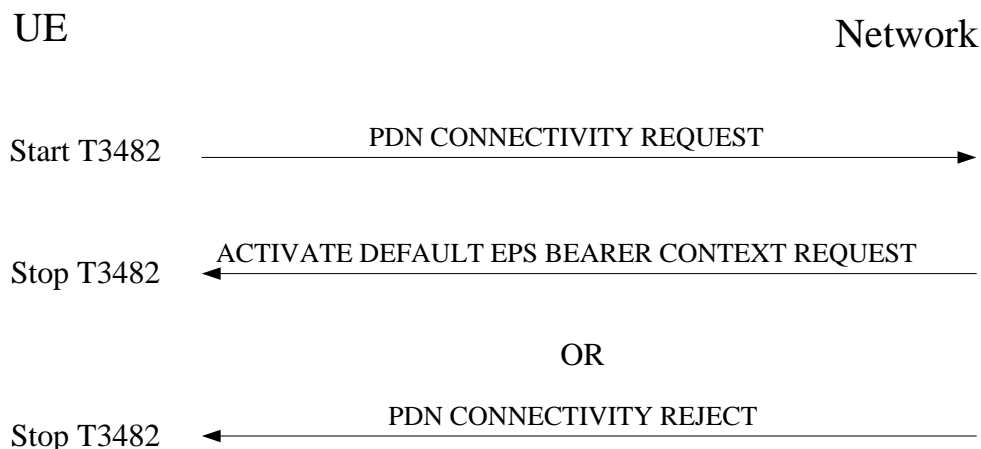 UE
Network
Start T3482
PDN CONNECTIVITY REQUEST
Stop T3482
ACTIVATE DEFAULT EPS BEARER CONTEXT REQUEST
OR
Stop T3482
PDN CONNECTIVITY REJECT